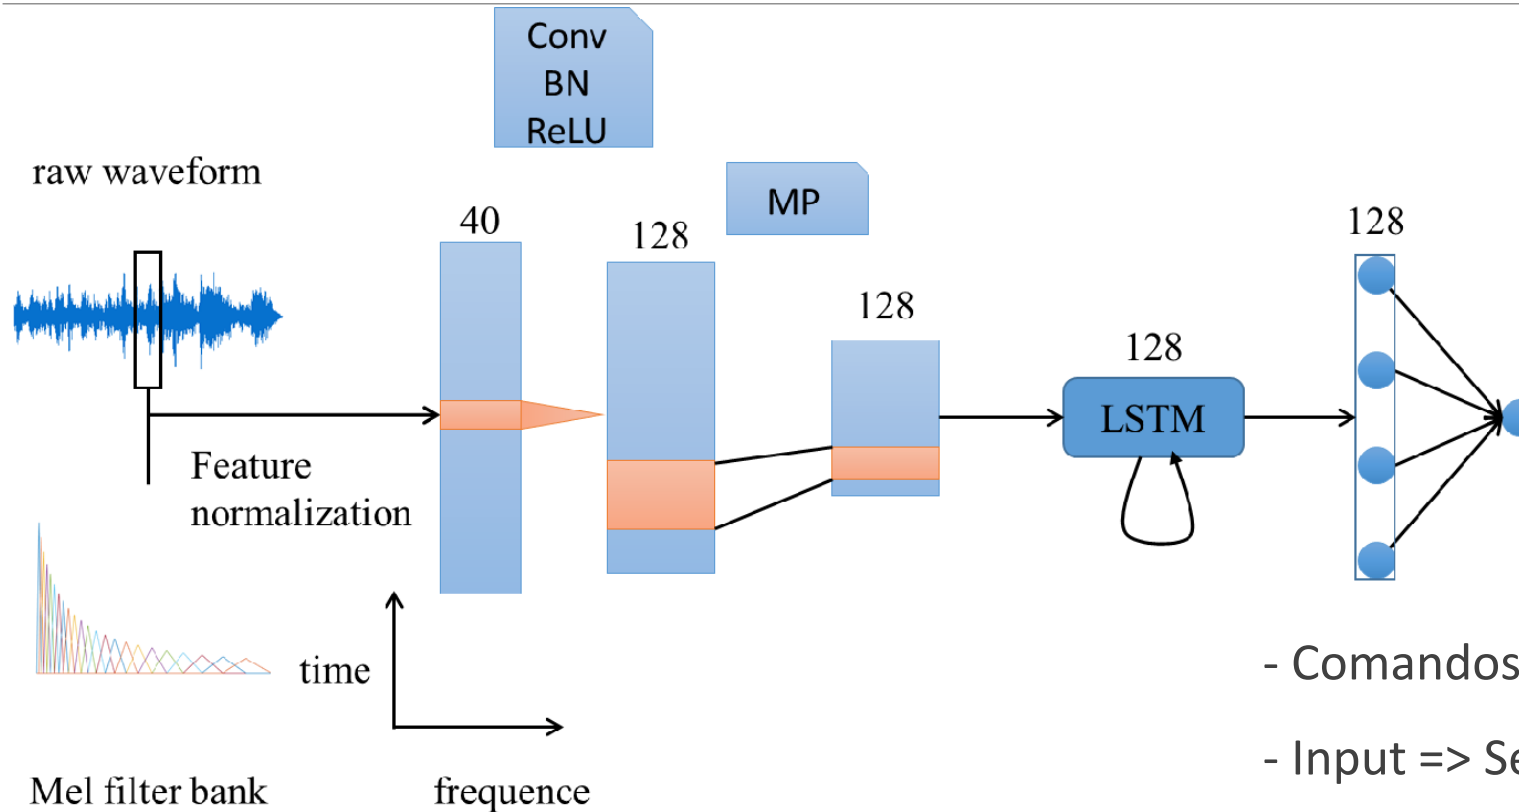 Conv
BN
ReLU
raw waveform
MP
40
128
128
128
128
LSTM
Feature
normalization
time
- Comandos
- Input =>
Mel filter bank
frequence